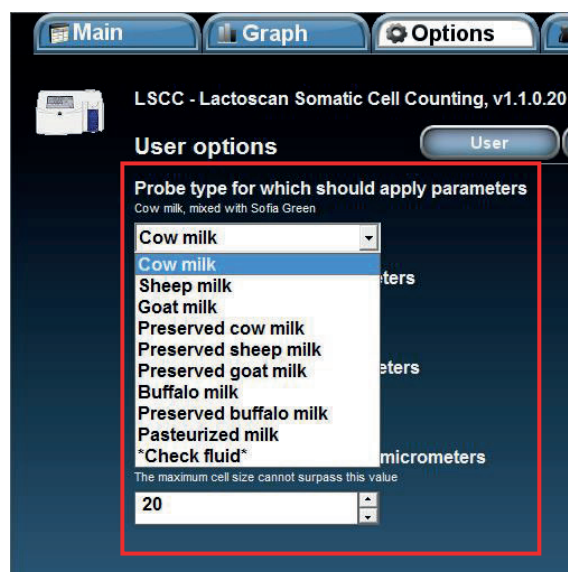 Main
Graph
Options
LSCC - Lactoscan Somatic Cell Counting, v1.1.0.20
User options
User
Probe type for which should apply parameters
Cow milk, mixed with Sofia Green
Cow milk
Cow milk
Sheep milk
Goat milk
Preserved cow milk
Preserved sheep milk
Preserved goat milk
Buffalo milk
Preserved buffalo milk
Pasteurized milk
*Check fluid*
micrometers
The maximum cell size cannot surpass this value
20